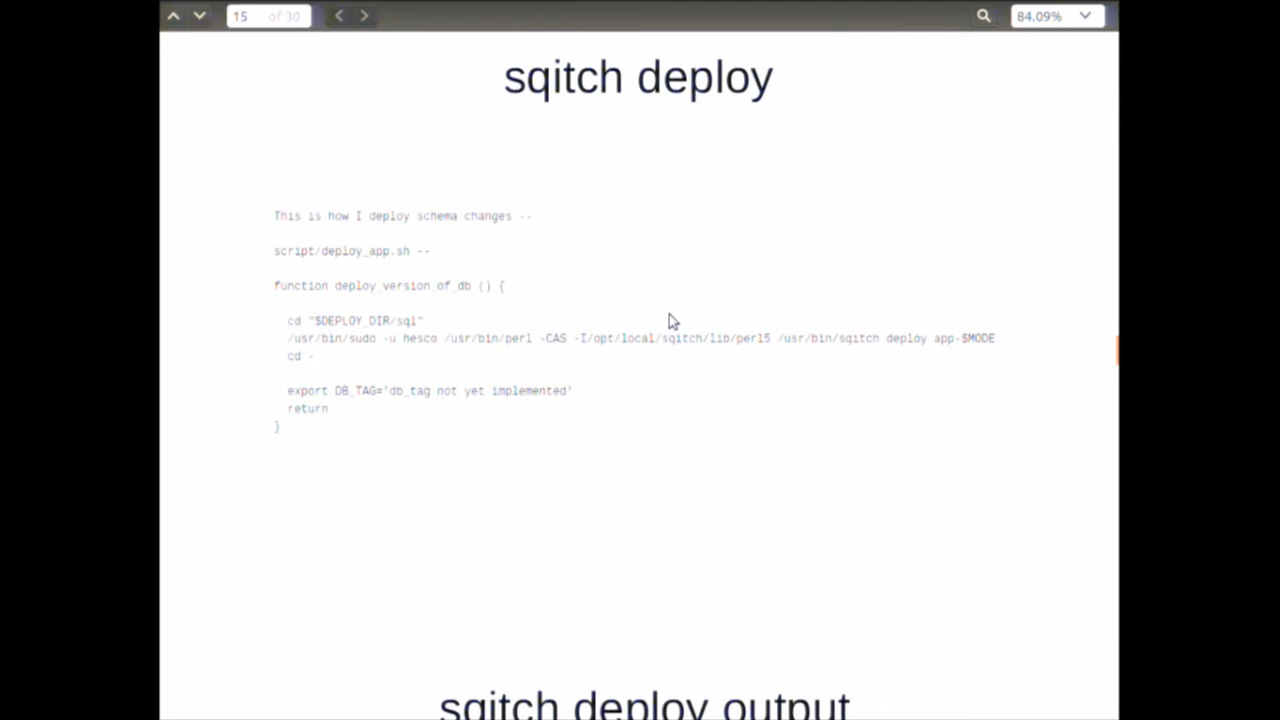 15 of 30
84.09%
sqitch deploy
This is how I deploy schema changes --
script/deploy_app.sh --
function deploy_version_of_db () {
cd "$DEPLOY_DIR/sql"
/usr/bin/sudo -u hesco /usr/bin/perl -CAS -I/opt/local/sqitch/lib/perl5 /usr/bin/sqitch deploy app-$MODE
cd -
export DB_TAG='db_tag not yet implemented'
return
}
sqitch deploy output